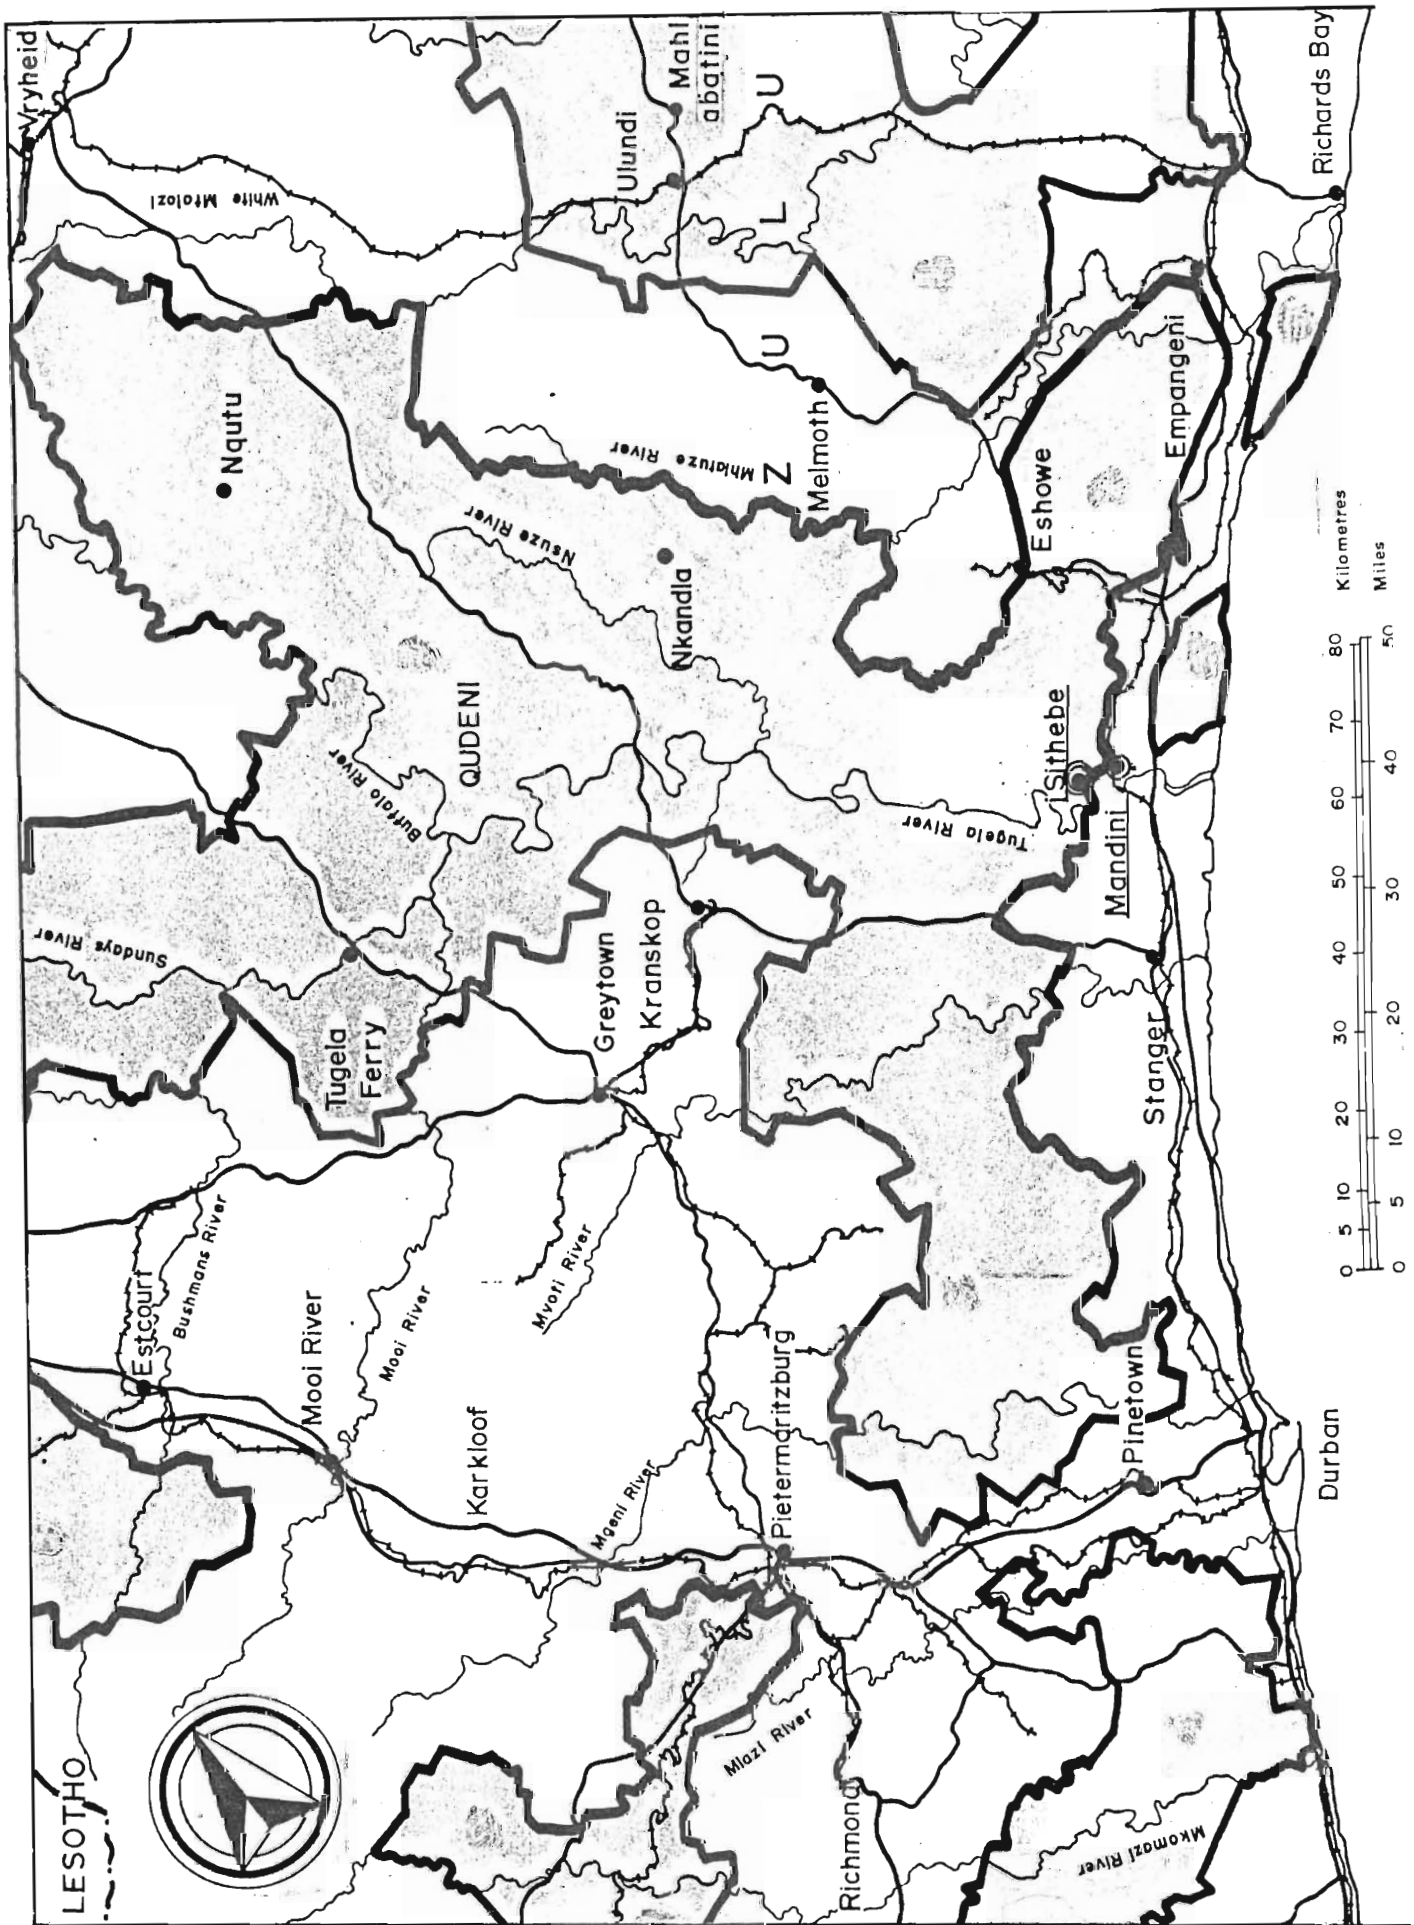 Vryheid
White Mfolozi
Ulundi
Mahl
abatini
Richards Bay
Z U L U
Nqutu
Mhlatuze River
Melmoth
Empangeni
Nsuze River
Nkandla
Eshowe
QUDENI
Buffalo River
Tugela River
iSithebe
Mandini
Sundays River
Tugela
Ferry
Greytown
Kranskop
Stanger
Estcourt
Bushmans River
Mooi River
Mooi River
Mvoti River
Karkloof
Mgeni River
Pietermaritzburg
Pinetown
Durban
LESOTHO
Mlazi River
Richmond
Mkomazi River
0 5 10 20 30 40 50 60 70 80 Kilometres
0 5 10 20 30 40 50 Miles